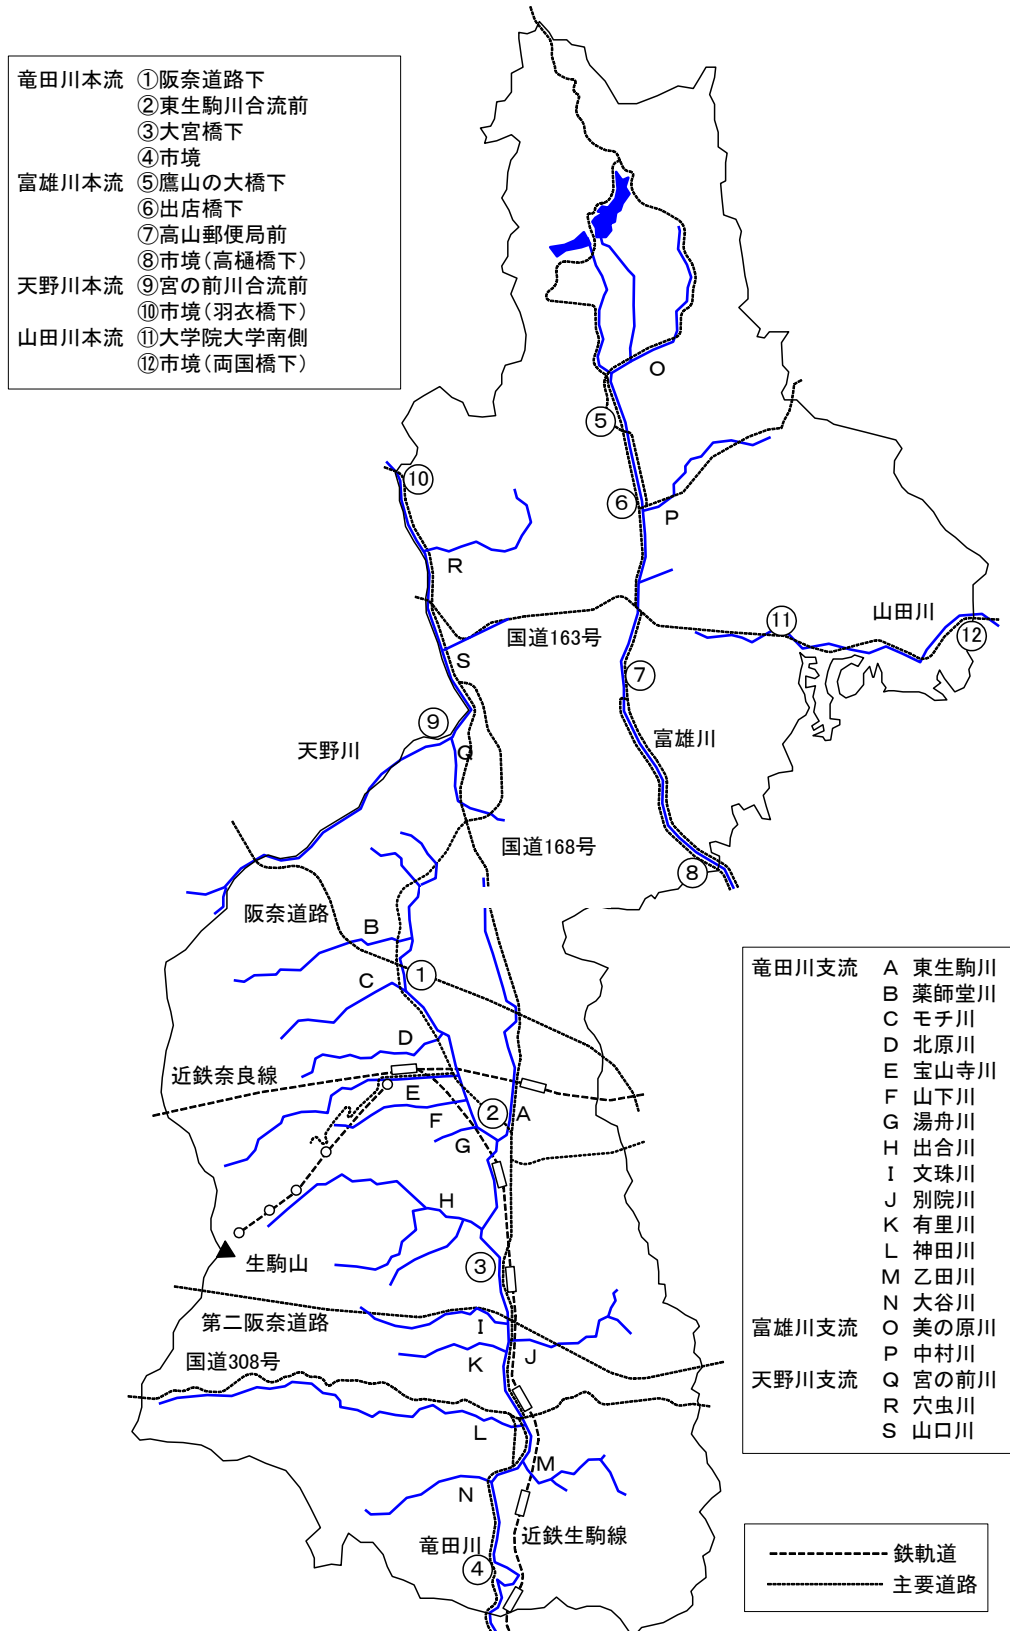 竜田川本流 ①阪奈道路下
②東生駒川合流前
③大宮橋下
④市境
富雄川本流 ⑤鷹山の大橋下
⑥出店橋下
⑦高山郵便局前
⑧市境(高樋橋下)
天野川本流 ⑨宮の前川合流前
⑩市境(羽衣橋下)
山田川本流 ⑪大学院大学南側
⑫市境(両国橋下)
O
⑤
⑩
⑥
P
R
山田川
⑪
⑫
国道163号
S
⑦
⑨
富雄川
天野川
Q
国道168号
⑧
阪奈道路
B
①
C
D
近鉄奈良線
E
②
A
F
G
H
生駒山
③
第二阪奈道路
I
J
K
国道308号
L
M
N
近鉄生駒線
竜田川
④
竜田川支流 A 東生駒川
B 薬師堂川
C モチ川
D 北原川
E 宝山寺川
F 山下川
G 湯舟川
H 出合川
I 文珠川
J 別院川
K 有里川
L 神田川
M 乙田川
N 大谷川
富雄川支流 O 美の原川
P 中村川
天野川支流 Q 宮の前川
R 穴虫川
S 山口川
鉄軌道
主要道路